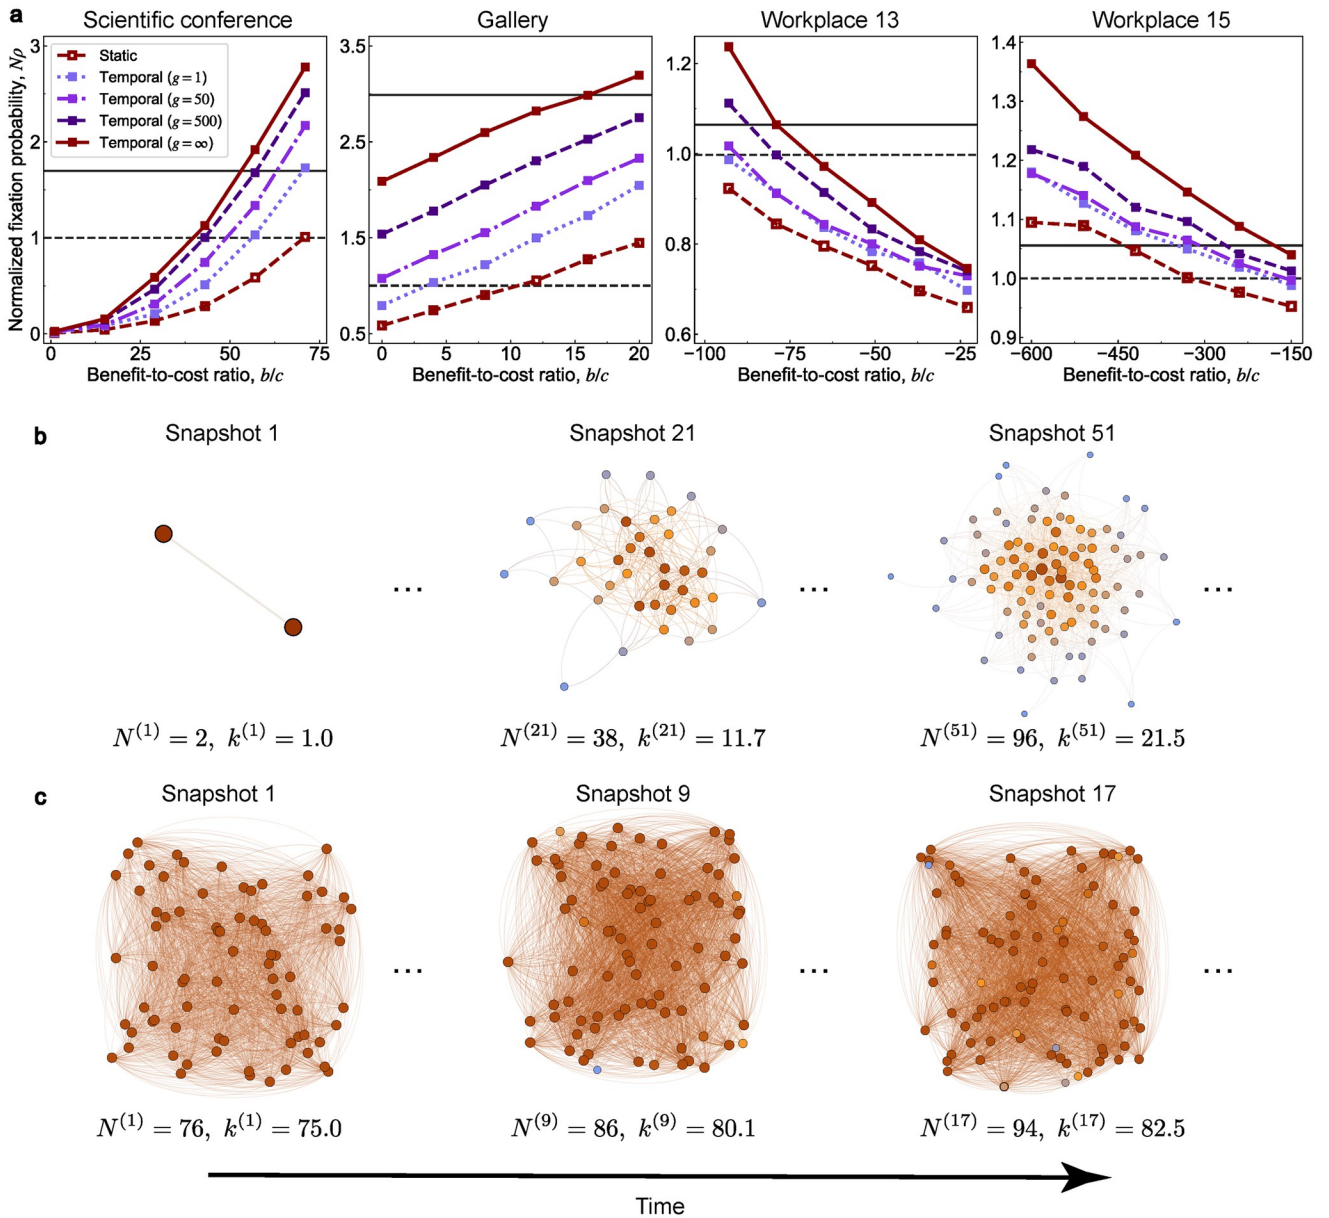 a
Scientific conference
Gallery
Workplace 13
Workplace 15
Normalized fixation probability, Nρ
3
2
1
0
Static
Temporal (g = 1)
Temporal (g = 50)
Temporal (g = 500)
Temporal (g = ∞)
3.5
2.5
1.5
0.5
1.2
1.0
0.8
0.6
1.4
1.3
1.2
1.1
1.0
0.9
0 25 50 75
0 5 10 15 20
−100 −75 −50 −25
−600 −450 −300 −150
Benefit-to-cost ratio, b/c
Benefit-to-cost ratio, b/c
Benefit-to-cost ratio, b/c
Benefit-to-cost ratio, b/c
b
Snapshot 1
Snapshot 21
Snapshot 51
...
...
...
N^(1) = 2, k^(1) = 1.0
N^(21) = 38, k^(21) = 11.7
N^(51) = 96, k^(51) = 21.5
c
Snapshot 1
Snapshot 9
Snapshot 17
...
...
...
N^(1) = 76, k^(1) = 75.0
N^(9) = 86, k^(9) = 80.1
N^(17) = 94, k^(17) = 82.5
Time